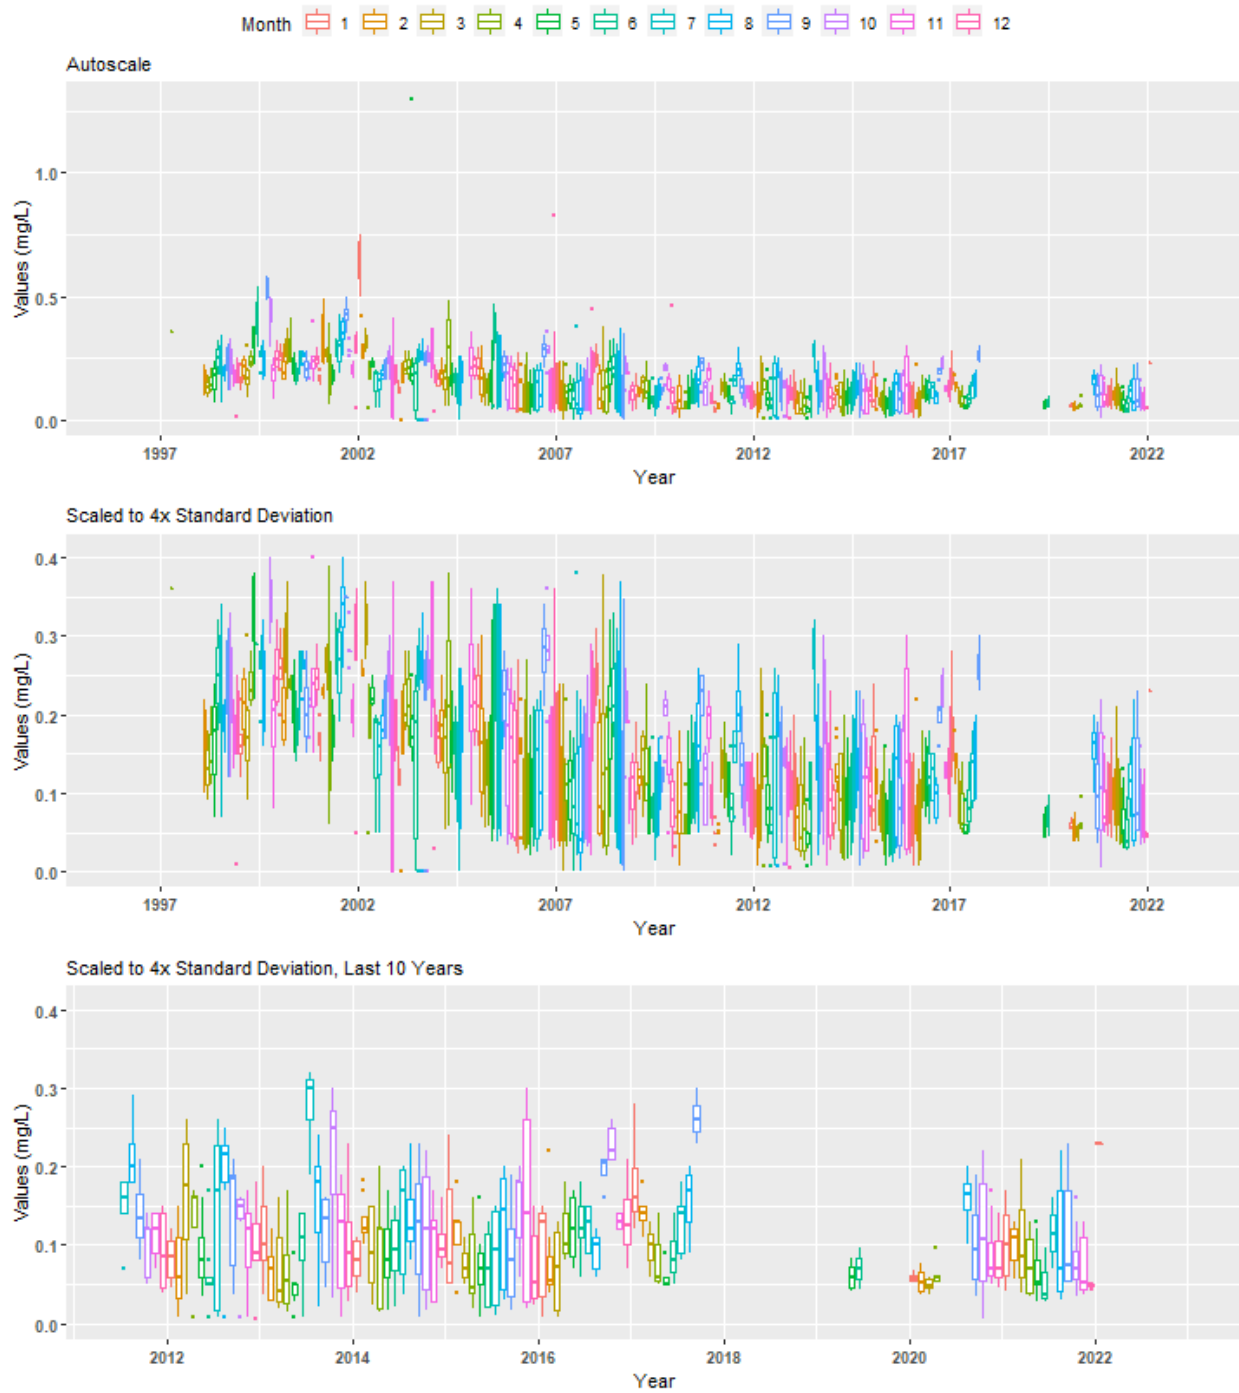 Month 1 2 3 4 5 6 7 8 9 10 11 12
Autoscale
Values (mg/L)
1.0
0.5
0.0
1997 2002 2007 2012 2017 2022
Year
Scaled to 4x Standard Deviation
Values (mg/L)
0.4
0.3
0.2
0.1
0.0
1997 2002 2007 2012 2017 2022
Year
Scaled to 4x Standard Deviation, Last 10 Years
Values (mg/L)
0.4
0.3
0.2
0.1
0.0
2012 2014 2016 2018 2020 2022
Year